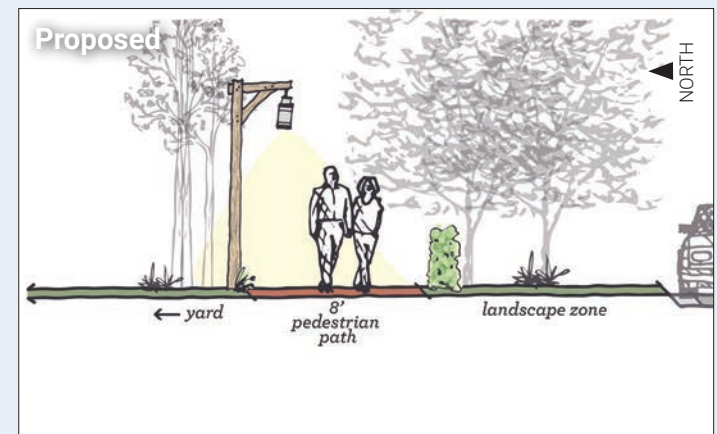 Proposed
NORTH
← yard
8'
pedestrian
path
landscape zone